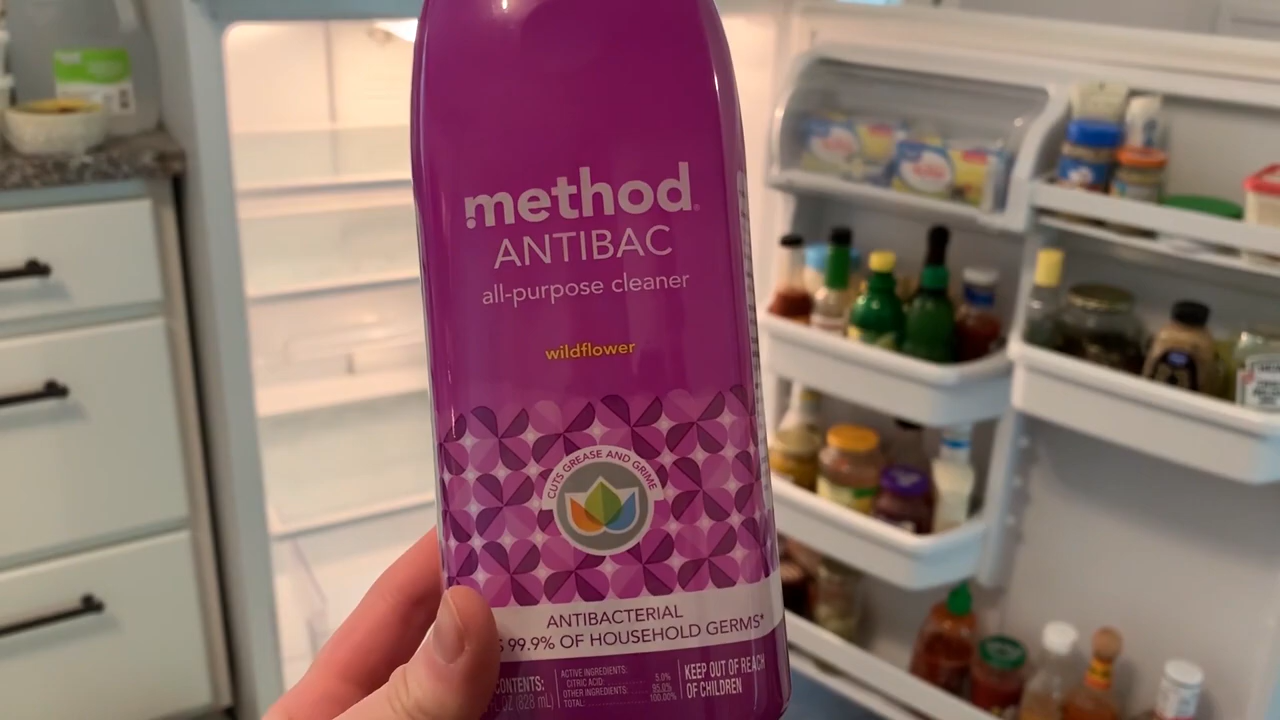 method
ANTIBAC
all-purpose cleaner
wildflower
CUTS GREASE AND GRIME
ANTIBACTERIAL
99.9% OF HOUSEHOLD GERMS*
CONTENTS:
OZ (828 mL)
ACTIVE INGREDIENTS:
CITRIC ACID: 5.0%
OTHER INGREDIENTS: 95.0%
TOTAL: 100.00%
KEEP OUT OF REACH
OF CHILDREN